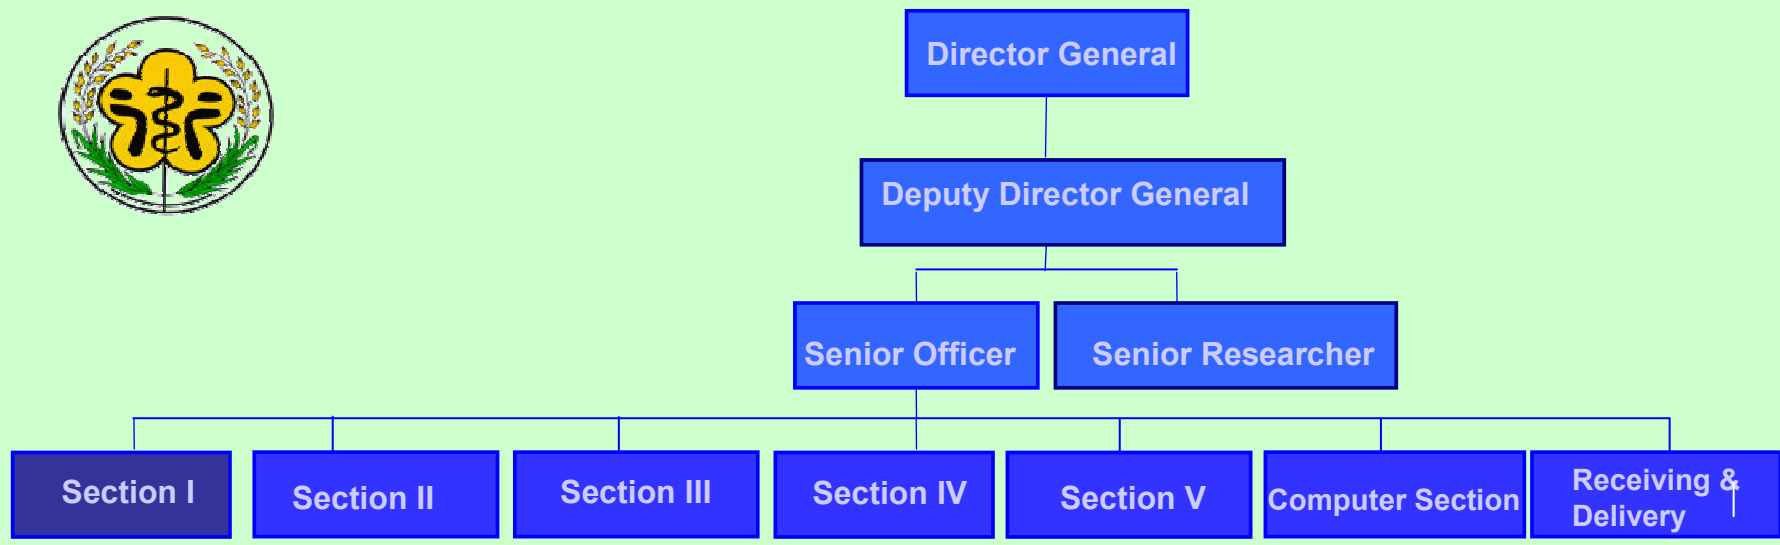 Director General
Deputy Director General
Senior Officer
Senior Researcher
Section I
Section II
Section III
Section IV
Section V
Computer Section
Receiving &
Delivery